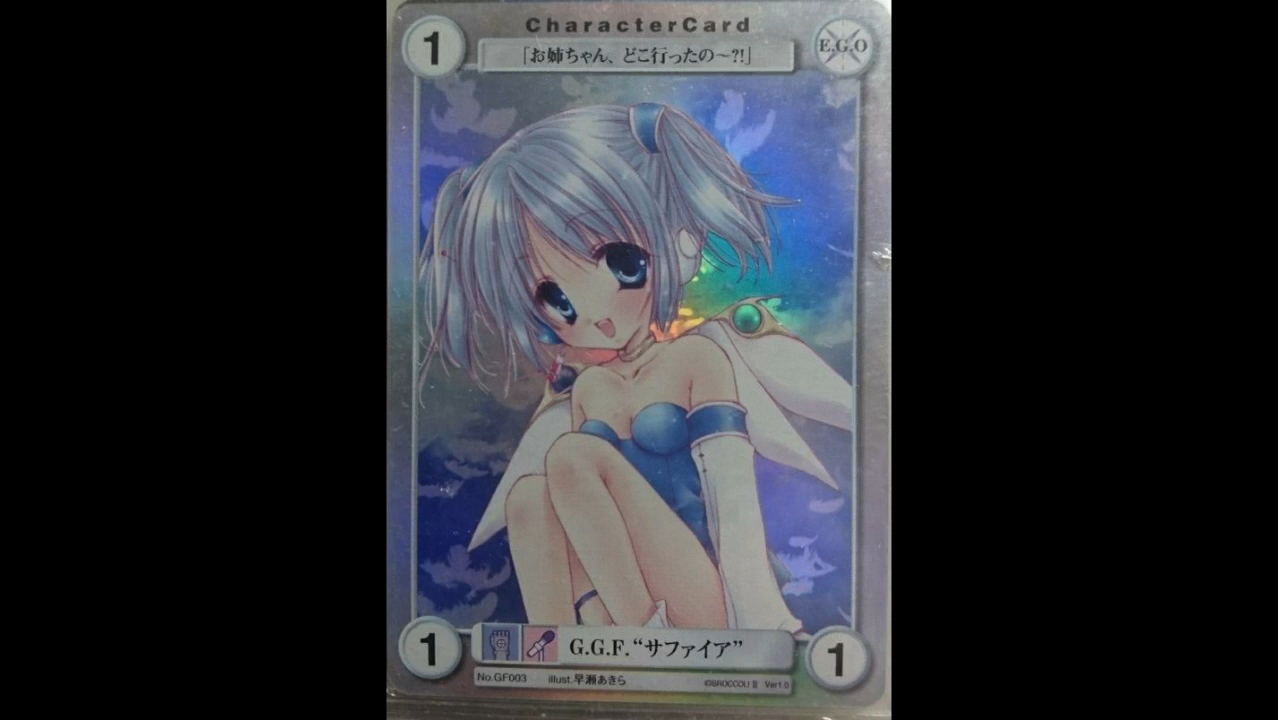 CharacterCard
1
「お姉ちゃん、どこ行ったの～?!」
E.G.O
1
G.G.F.“サファイア”
1
No.GF003 illust.早瀬あきら
©BROCCOLI Ver1.0